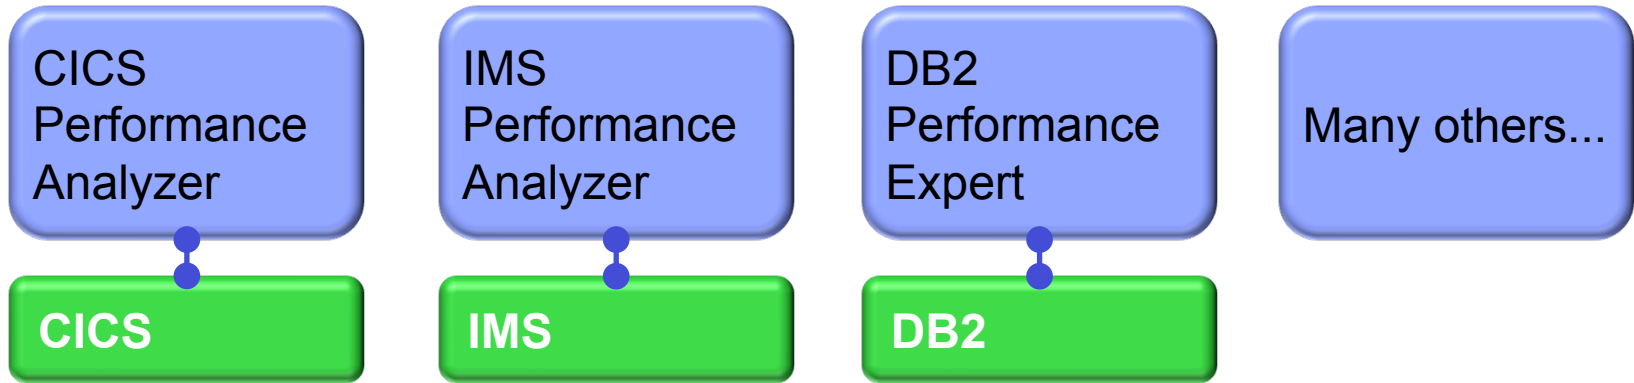 CICS
Performance
Analyzer
IMS
Performance
Analyzer
DB2
Performance
Expert
Many others...
CICS
IMS
DB2